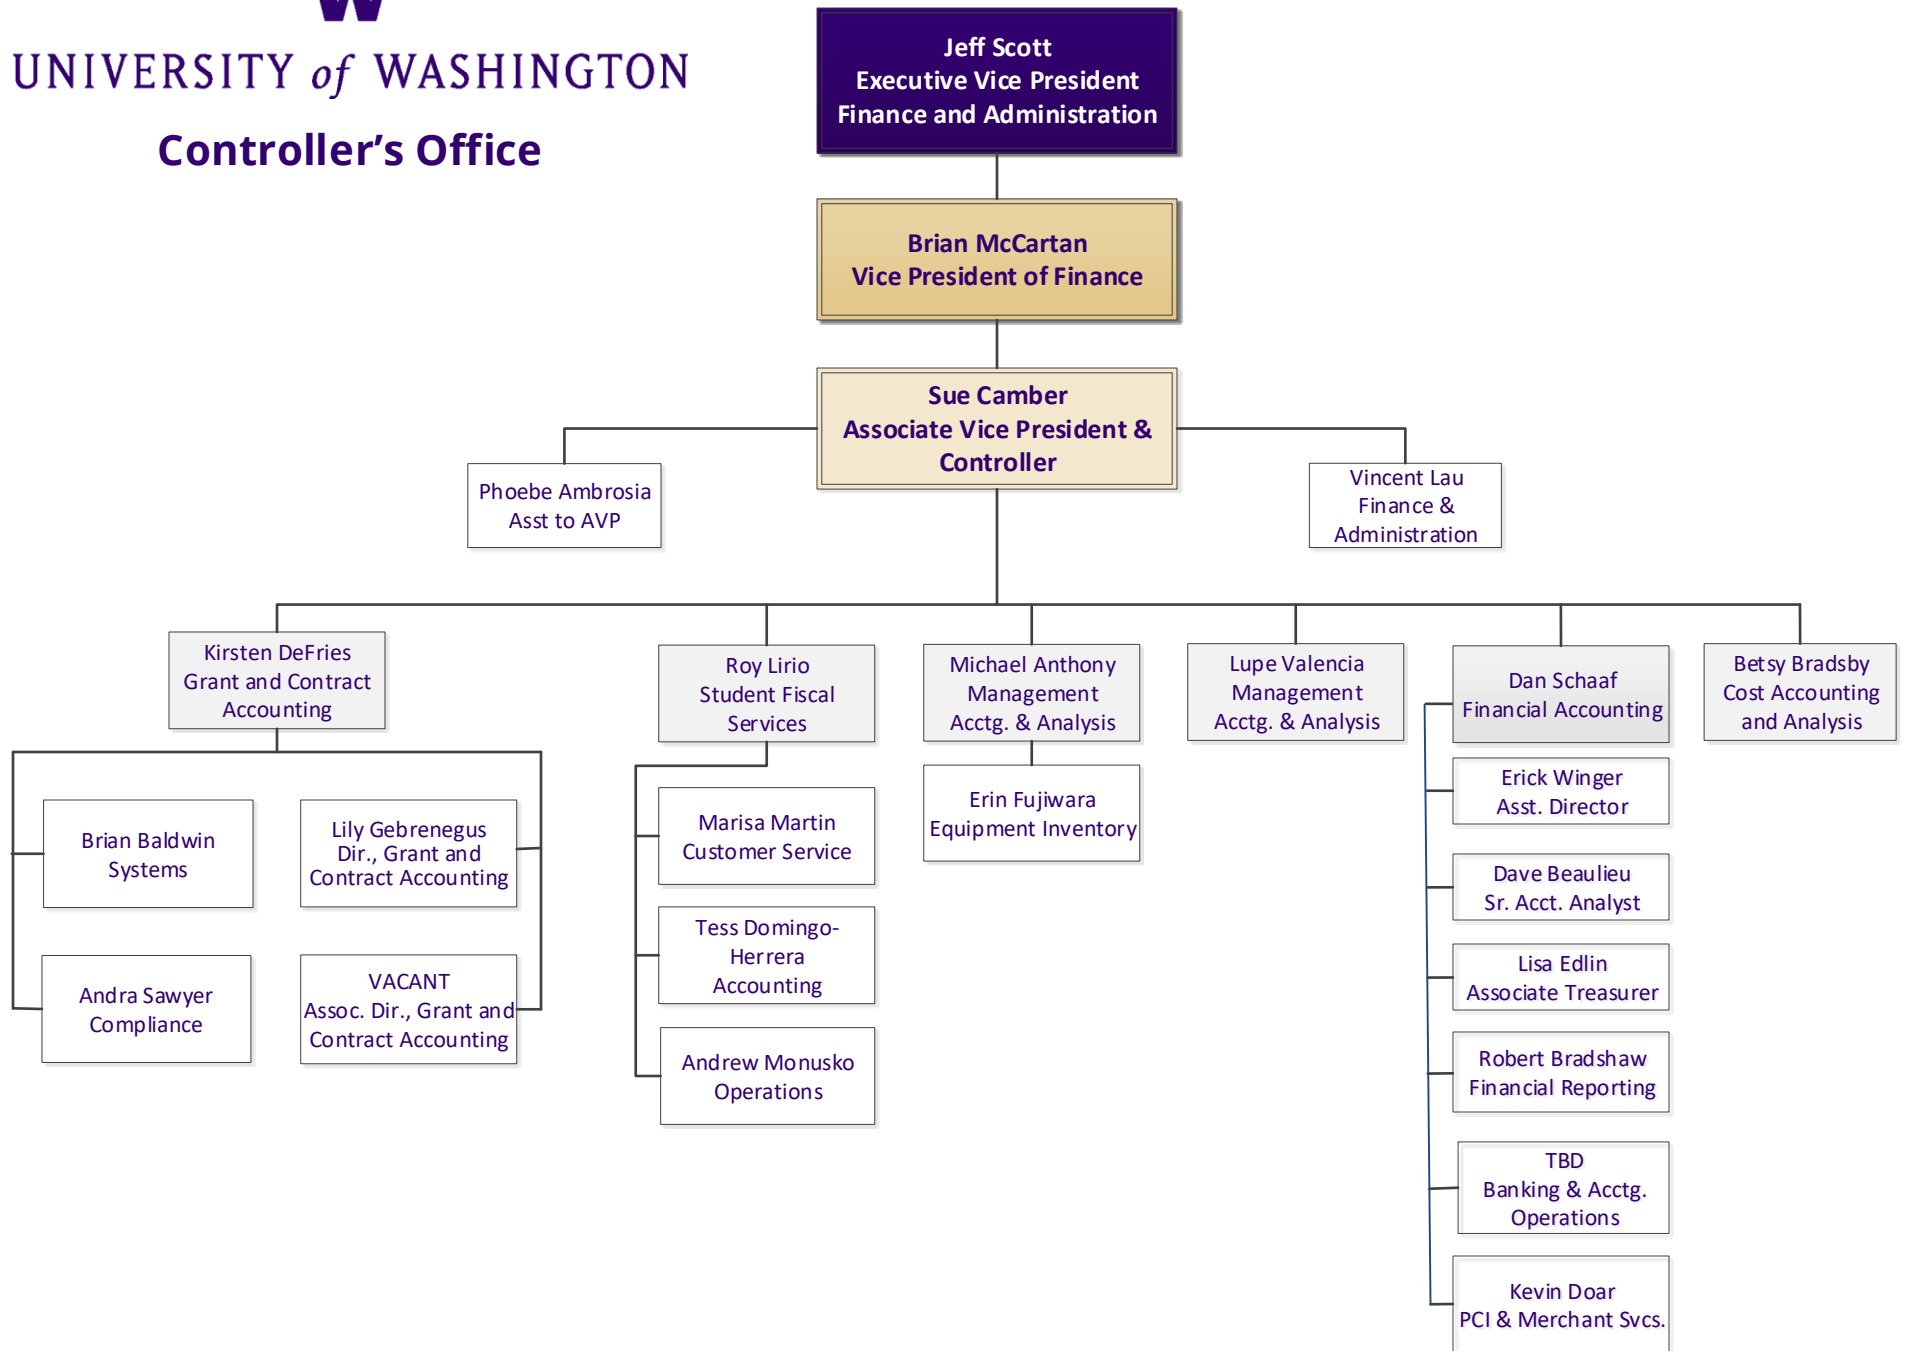 W
UNIVERSITY of WASHINGTON
Controller's Office
Jeff Scott
Executive Vice President
Finance and Administration
Brian McCartan
Vice President of Finance
Sue Camber
Associate Vice President &
Controller
Phoebe Ambrosia
Asst to AVP
Vincent Lau
Finance &
Administration
Kirsten DeFries
Grant and Contract
Accounting
Roy Lirio
Student Fiscal
Services
Michael Anthony
Management
Acctg. & Analysis
Lupe Valencia
Management
Acctg. & Analysis
Dan Schaaf
Financial Accounting
Betsy Bradsby
Cost Accounting
and Analysis
Brian Baldwin
Systems
Lily Gebrenegus
Dir., Grant and
Contract Accounting
Andra Sawyer
Compliance
VACANT
Assoc. Dir., Grant and
Contract Accounting
Marisa Martin
Customer Service
Tess Domingo-
Herrera
Accounting
Andrew Monusko
Operations
Erin Fujiwara
Equipment Inventory
Erick Winger
Asst. Director
Dave Beaulieu
Sr. Acct. Analyst
Lisa Edlin
Associate Treasurer
Robert Bradshaw
Financial Reporting
TBD
Banking & Acctg.
Operations
Kevin Doar
PCI & Merchant Svcs.